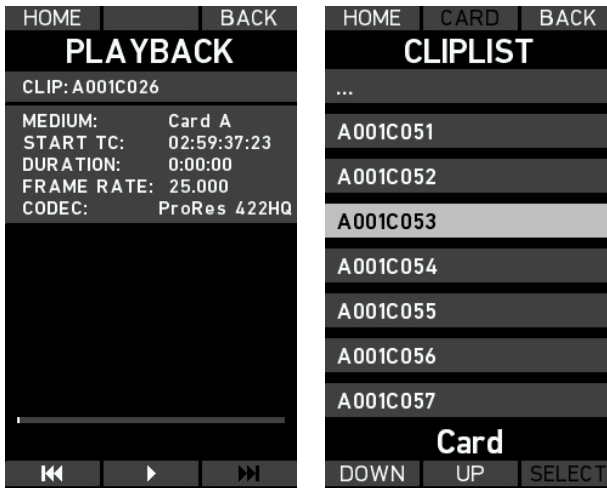 HOME BACK
PLAYBACK
CLIP: A001C026
MEDIUM: Card A
START TC: 02:59:37:23
DURATION: 0:00:00
FRAME RATE: 25.000
CODEC: ProRes 422HQ
HOME CARD BACK
CLIPLIST
...
A001C051
A001C052
A001C053
A001C054
A001C055
A001C056
A001C057
Card
DOWN UP SELECT